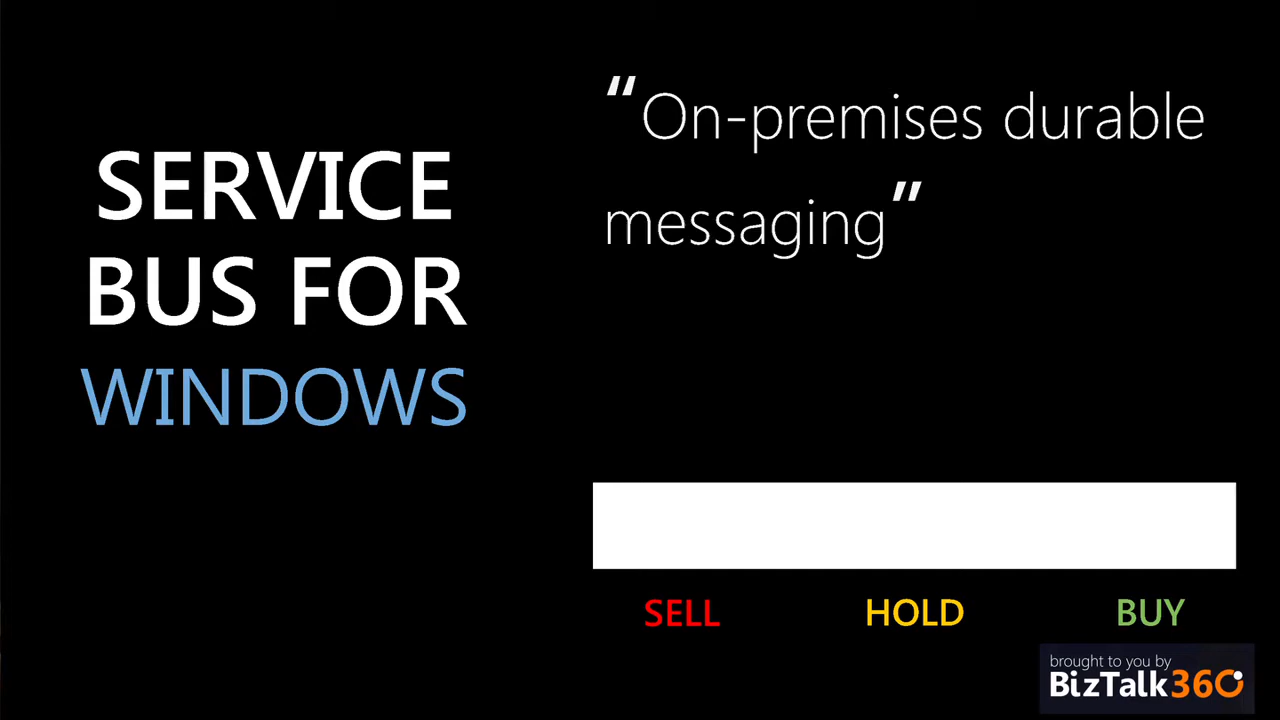 SERVICE
BUS FOR
WINDOWS
“On-premises durable
messaging”
SELL HOLD BUY
brought to you by
BizTalk360